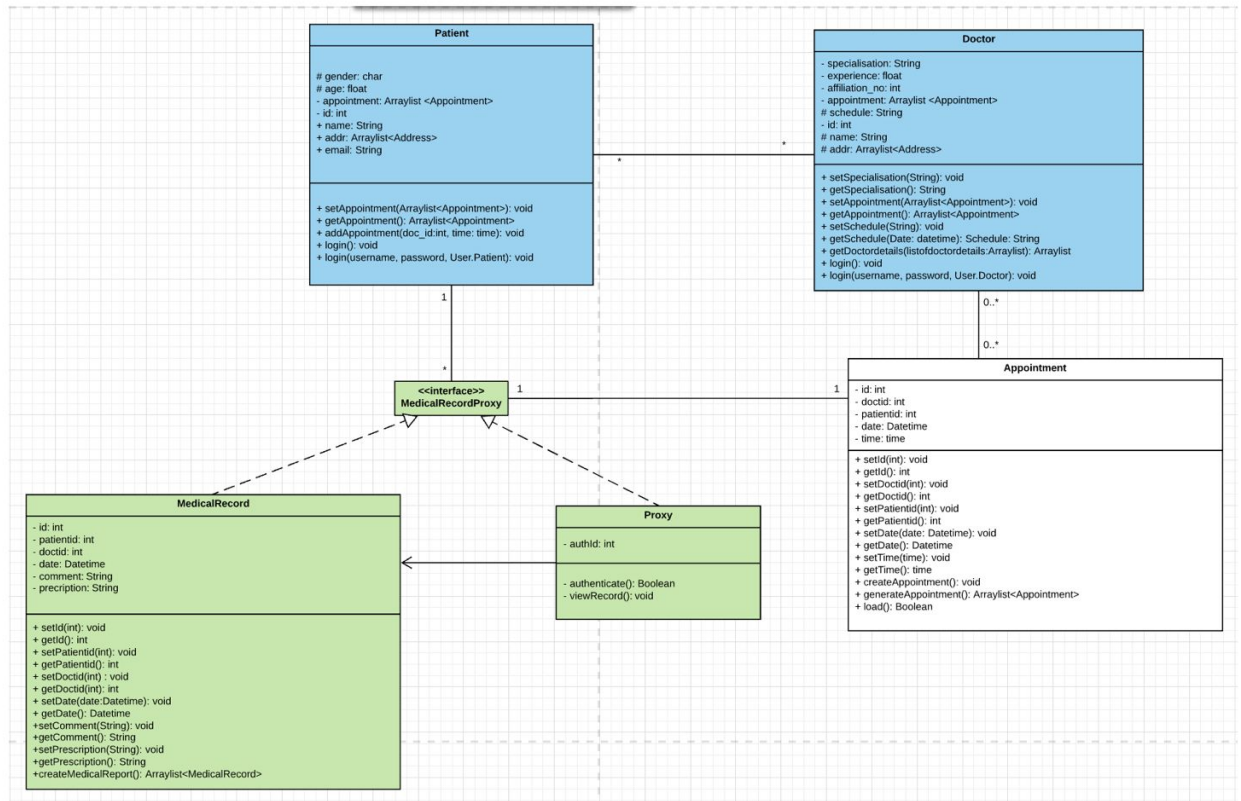 Patient
# gender: char
# age: float
- appointment: Arraylist <Appointment>
- id: int
+ name: String
+ addr: Arraylist<Address>
+ email: String
+ setAppointment(Arraylist<Appointment>): void
+ getAppointment(): Arraylist<Appointment>
+ addAppointment(doc_id:int, time: time): void
+ login(): void
+ login(username, password, User.Patient): void
Doctor
- specialisation: String
- experience: float
- affiliation_no: int
- appointment: Arraylist <Appointment>
# schedule: String
- id: int
# name: String
# addr: Arraylist<Address>
+ setSpecialisation(String): void
+ getSpecialisation(): String
+ setAppointment(Arraylist<Appointment>): void
+ getAppointment(): Arraylist<Appointment>
+ setSchedule(String): void
+ getSchedule(Date: datetime): Schedule: String
+ getDoctordetails(listofdoctordetails:Arraylist): Arraylist
+ login(): void
+ login(username, password, User.Doctor): void
*
*
1
*
0..*
0..*
<<interface>>
MedicalRecordProxy
1
1
Appointment
- id: int
- doctid: int
- patientid: int
- date: Datetime
- time: time
+ setId(int): void
+ getId(): int
+ setDoctid(int): void
+ getDoctid(): int
+ setPatientid(int): void
+ getPatientid(): int
+ setDate(date: Datetime): void
+ getDate(): Datetime
+ setTime(time): void
+ getTime(): time
+ createAppointment(): void
+ generateAppointment(): Arraylist<Appointment>
+ load(): Boolean
MedicalRecord
- id: int
- patientid: int
- doctid: int
- date: Datetime
- comment: String
- precription: String
+ setId(int): void
+ getId(): int
+ setPatientid(int): void
+ getPatientid(): int
+ setDoctid(int) : void
+ getDoctid(int): int
+ setDate(date:Datetime): void
+ getDate(): Datetime
+setComment(String): void
+getComment(): String
+setPrescription(String): void
+getPrescription(): String
+createMedicalReport(): Arraylist<MedicalRecord>
Proxy
- authId: int
- authenticate(): Boolean
- viewRecord(): void